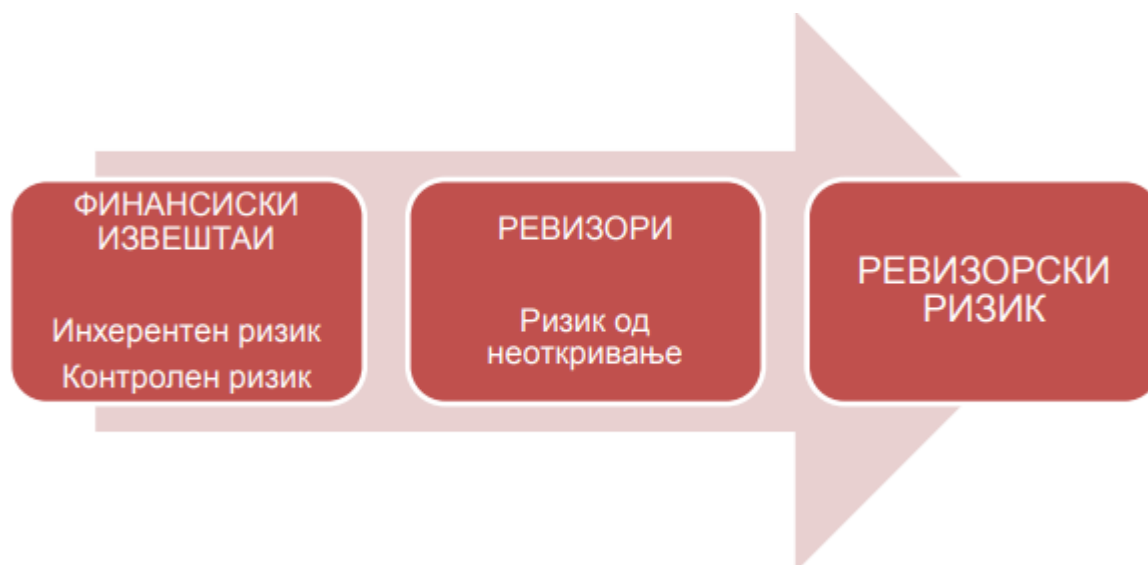 ФИНАНСИСКИ
ИЗВЕШТАИ
Инхерентен ризик
Контролен ризик
РЕВИЗОРИ
Ризик од
неоткривање
РЕВИЗОРСКИ
РИЗИК